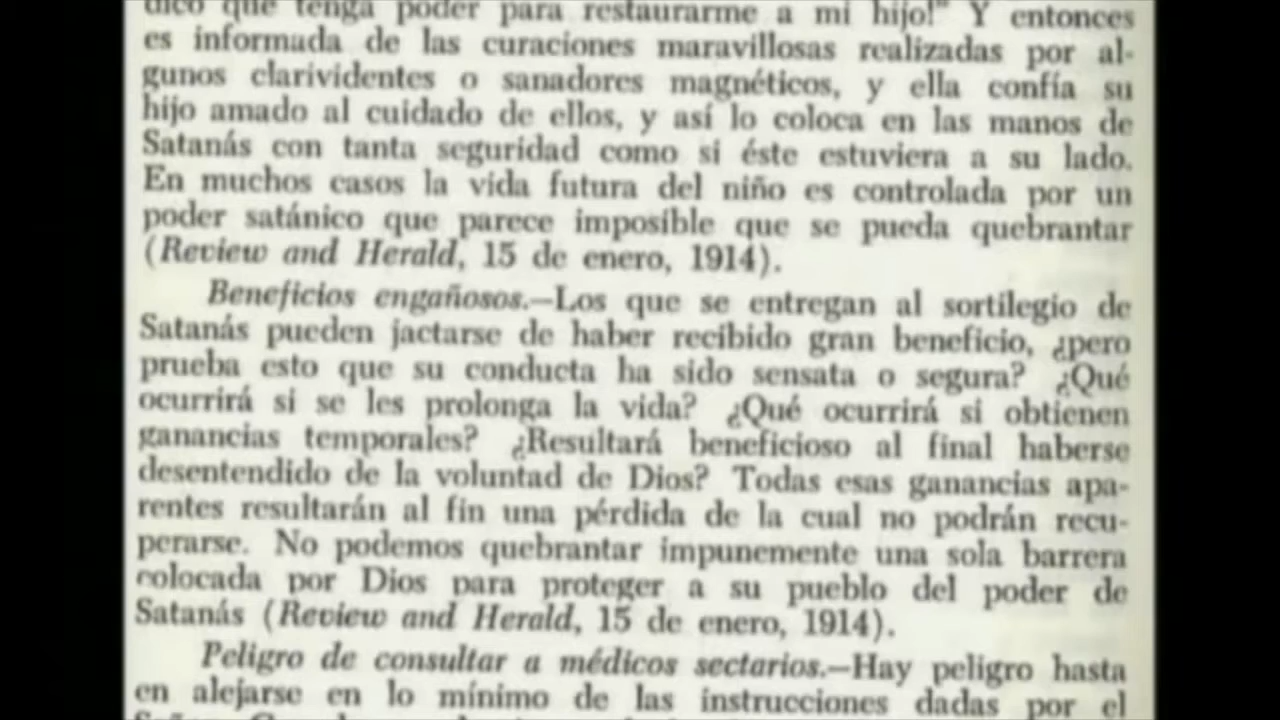 dico que tenga poder para restaurarme a mi hijo!" Y entonces
es informada de las curaciones maravillosas realizadas por al-
gunos clarividentes o sanadores magnéticos, y ella confía su
hijo amado al cuidado de ellos, y así lo coloca en las manos de
Satanás con tanta seguridad como si éste estuviera a su lado.
En muchos casos la vida futura del niño es controlada por un
poder satánico que parece imposible que se pueda quebrantar
(Review and Herald, 15 de enero, 1914).
Beneficios engañosos.—Los que se entregan al sortilegio de
Satanás pueden jactarse de haber recibido gran beneficio, ¿pero
prueba esto que su conducta ha sido sensata o segura? ¿Qué
ocurrirá si se les prolonga la vida? ¿Qué ocurrirá si obtienen
ganancias temporales? ¿Resultará beneficioso al final haberse
desentendido de la voluntad de Dios? Todas esas ganancias apa-
rentes resultarán al fin una pérdida de la cual no podrán recu-
perarse. No podemos quebrantar impunemente una sola barrera
colocada por Dios para proteger a su pueblo del poder de
Satanás (Review and Herald, 15 de enero, 1914).
Peligro de consultar a médicos sectarios.—Hay peligro hasta
en alejarse en lo mínimo de las instrucciones dadas por el